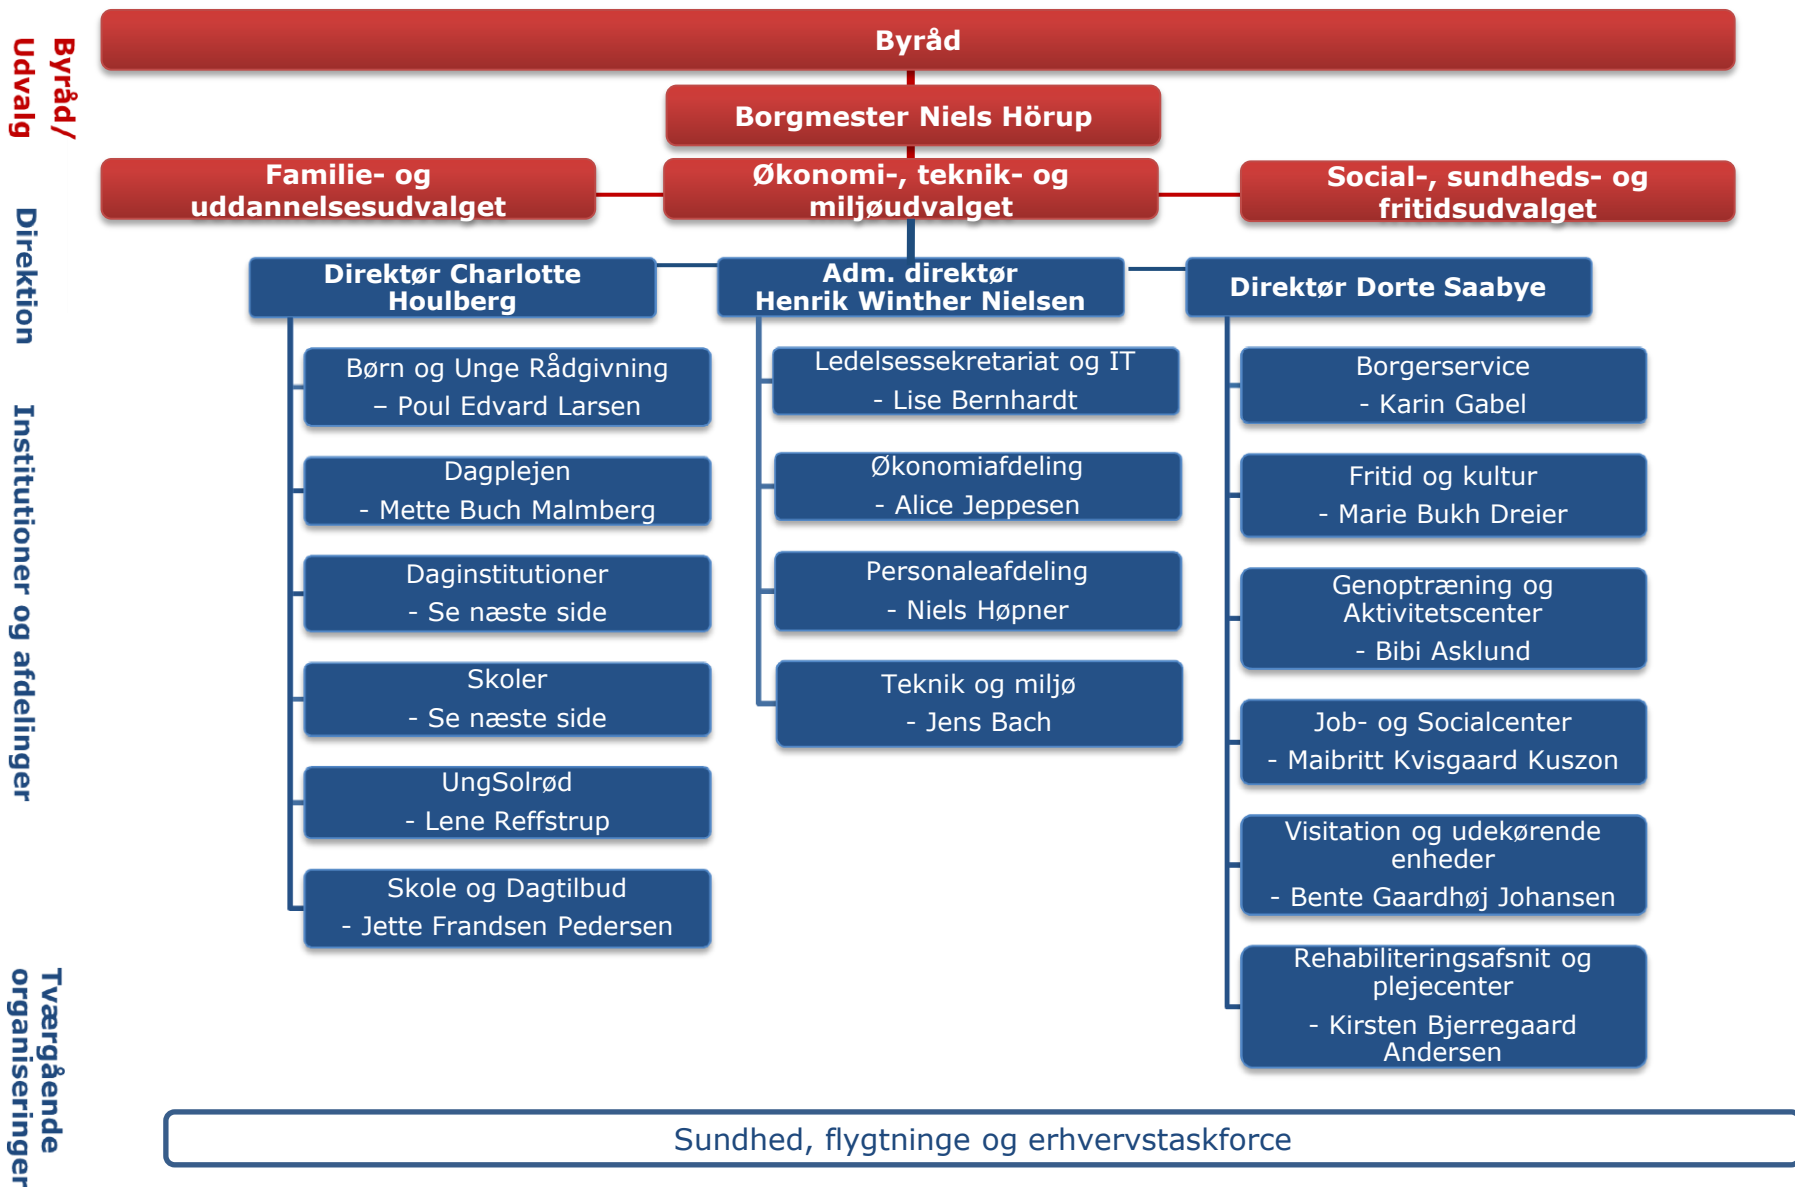 Byråd/
Udvalg
Byråd
Borgmester Niels Hörup
Familie- og
uddannelsesudvalget
Økonomi-, teknik- og
miljøudvalget
Social-, sundheds- og
fritidsudvalget
Direktion
Direktør Charlotte
Houlberg
Adm. direktør
Henrik Winther Nielsen
Direktør Dorte Saabye
Institutioner og afdelinger
Børn og Unge Rådgivning
– Poul Edvard Larsen
Dagplejen
- Mette Buch Malmberg
Daginstitutioner
- Se næste side
Skoler
- Se næste side
UngSolrød
- Lene Reffstrup
Skole og Dagtilbud
- Jette Frandsen Pedersen
Ledelsessekretariat og IT
- Lise Bernhardt
Økonomiafdeling
- Alice Jeppesen
Personaleafdeling
- Niels Høpner
Teknik og miljø
- Jens Bach
Borgerservice
- Karin Gabel
Fritid og kultur
- Marie Bukh Dreier
Genoptræning og
Aktivitetscenter
- Bibi Asklund
Job- og Socialcenter
- Maibritt Kvisgaard Kuszon
Visitation og udekørende
enheder
- Bente Gaardhøj Johansen
Rehabiliteringsafsnit og
plejecenter
- Kirsten Bjerregaard
Andersen
Tværgående
organiseringer
Sundhed, flygtninge og erhvervstaskforce